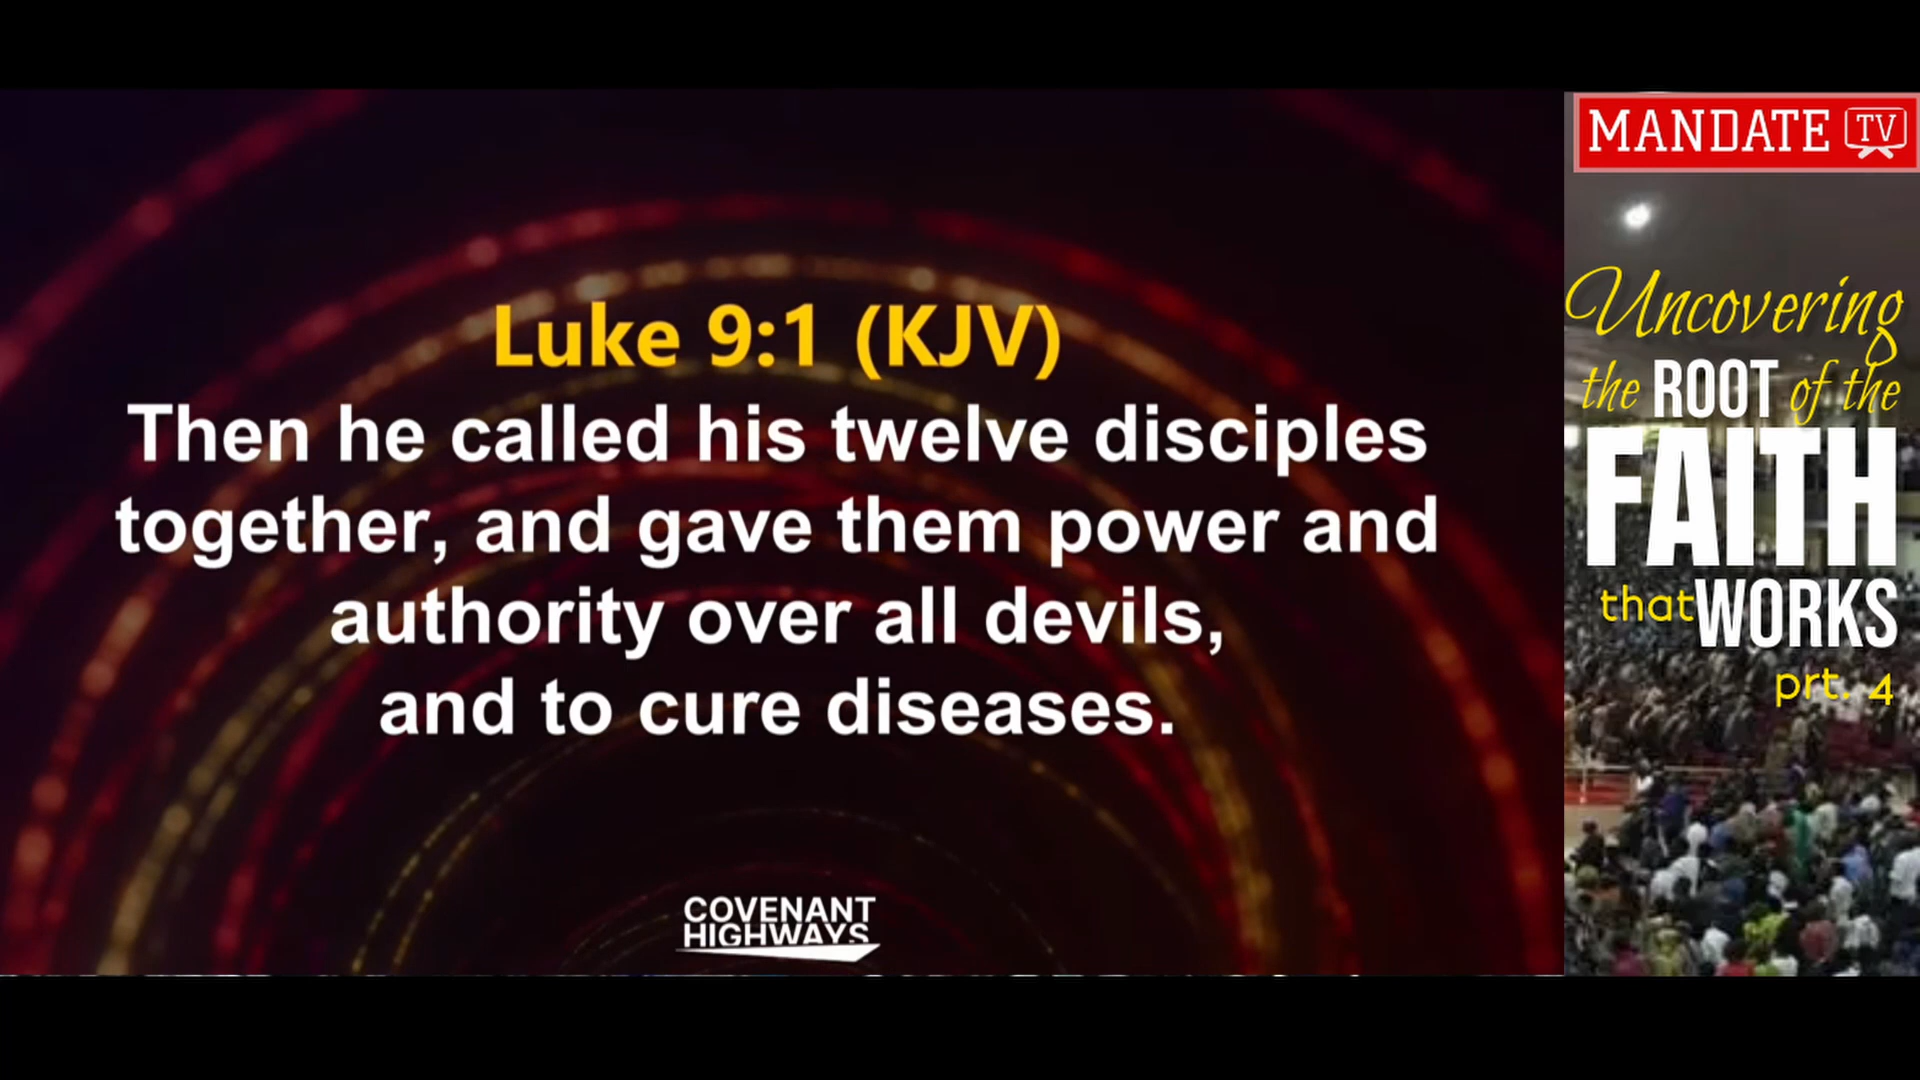 Luke 9:1 (KJV)
Then he called his twelve disciples
together, and gave them power and
authority over all devils,
and to cure diseases.
COVENANT
HIGHWAYS
MANDATE TV
Uncovering
the ROOT of the
FAITH
that WORKS
prt. 4